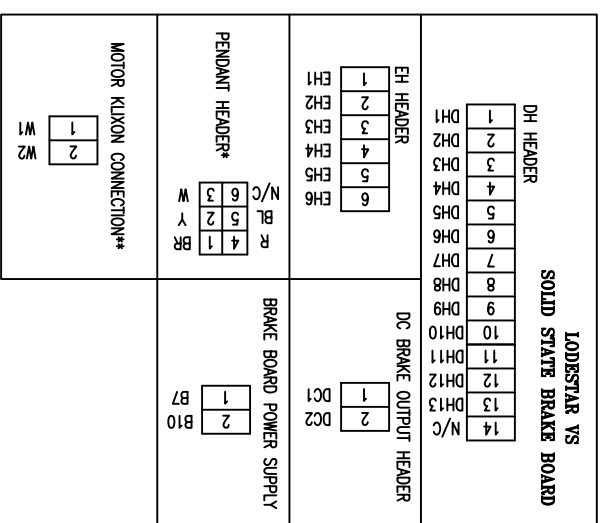 LODESTAR VS
SOLID STATE BRAKE BOARD
DH HEADER
DH1 1
DH2 2
DH3 3
DH4 4
DH5 5
DH6 6
DH7 7
DH8 8
DH9 9
DH10 10
DH11 11
DH12 12
DH13 13
N/C 14
EH HEADER
EH1 1
EH2 2
EH3 3
EH4 4
EH5 5
EH6 6
DC BRAKE OUTPUT HEADER
DC1 1
DC2 2
PENDANT HEADER*
W 3 6 N/C
Y 2 5 BL
BR 1 4 R
BRAKE BOARD POWER SUPPLY
B7 1
B10 2
MOTOR KLIXON CONNECTION**
W1 1
W2 2